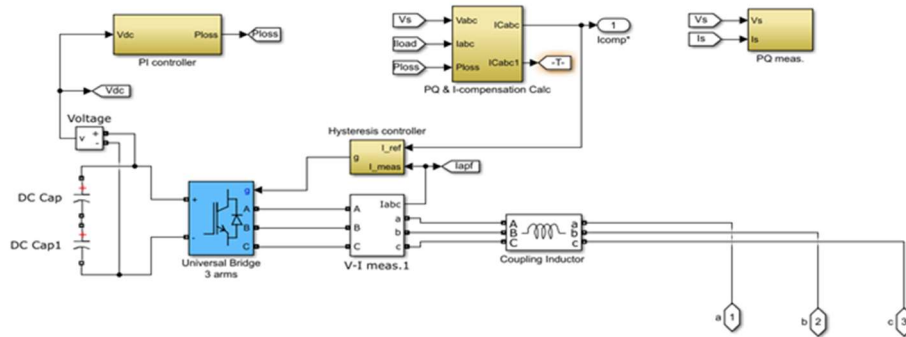 Vdc
Ploss
Ploss
PI controller
Vdc
Voltage
v
+
-
DC Cap
+
DC Cap1
+
Vs
Iload
Ploss
Vabc
Iabc
Ploss
ICabc
ICabc1
PQ & I-compensation Calc
1
Icomp*
-T-
Vs
Is
Vs
Is
PQ meas.
Hysteresis controller
g
I_ref
I_meas
Iapf
+
-
g
A
B
C
Universal Bridge
3 arms
A
B
C
Iabc
a
b
c
V-I meas.1
A
B
C
a
b
c
Coupling Inductor
a
1
b
2
c
3